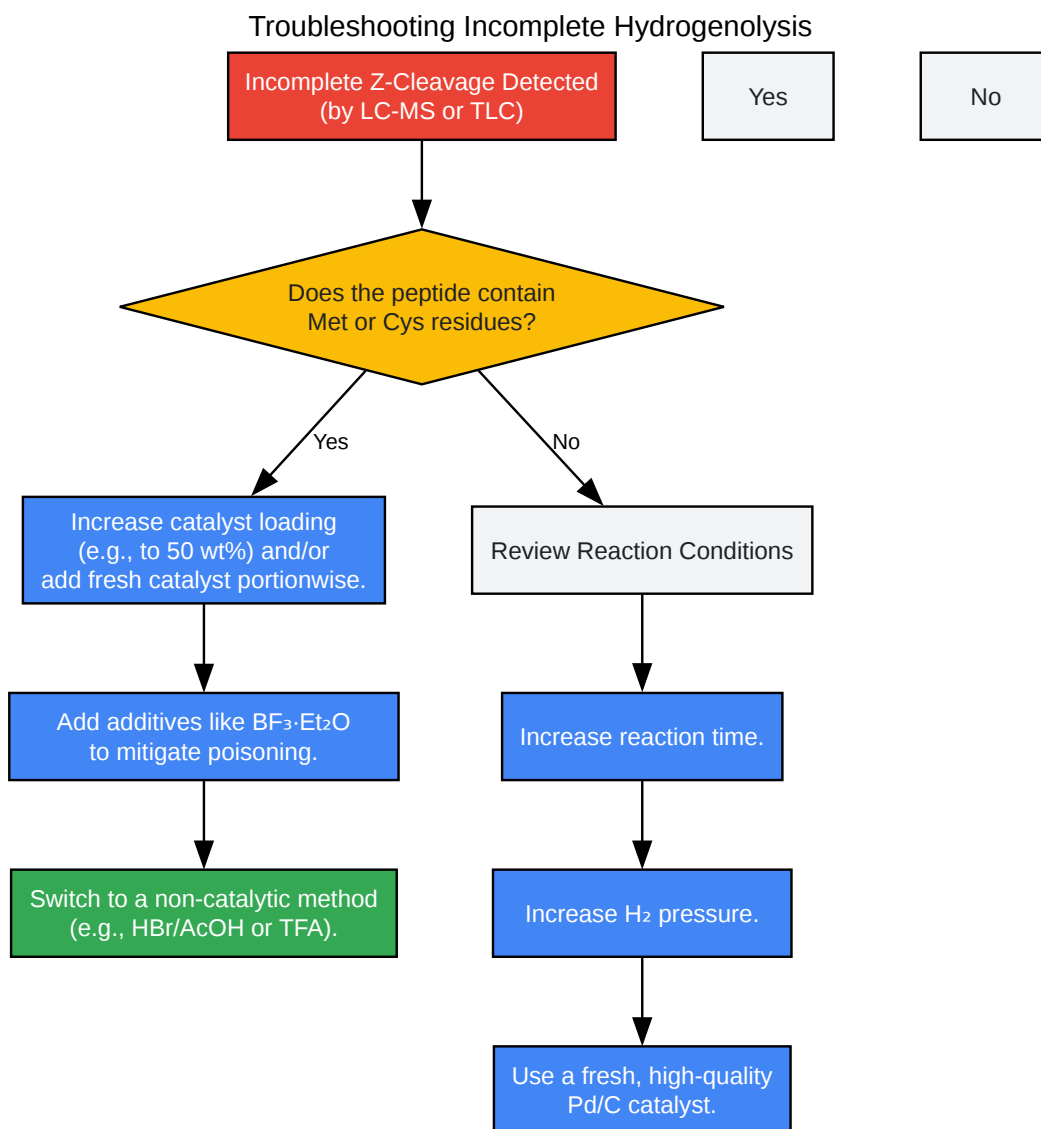 Troubleshooting Incomplete Hydrogenolysis
Incomplete Z-Cleavage Detected
(by LC-MS or TLC)
Yes
No
Does the peptide contain
Met or Cys residues?
Yes
No
Increase catalyst loading
(e.g., to 50 wt%) and/or
add fresh catalyst portionwise.
Review Reaction Conditions
Add additives like BF₃·Et₂O
to mitigate poisoning.
Increase reaction time.
Switch to a non-catalytic method
(e.g., HBr/AcOH or TFA).
Increase H₂ pressure.
Use a fresh, high-quality
Pd/C catalyst.